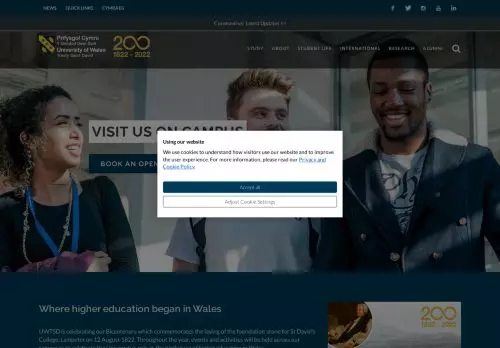 NEWS QUICK LINKS CYMRAEG
Coronavirus: Latest Updates >>
Prifysgol Cymru
Y Drindod Dewi Sant
University of Wales
Trinity Saint David
200
1822 - 2022
STUDY ABOUT STUDENT LIFE INTERNATIONAL RESEARCH ALUMNI
VISIT US ON CAMPUS
BOOK AN OPEN
Using our website
We use cookies to understand how visitors use our website and to improve
the user experience. For more information, please read our Privacy and
Cookie Policy
Accept all
Adjust Cookie Settings
Where higher education began in Wales
UWTSD is celebrating our Bicentenary which commemorates the laying of the foundation stone for St David's
College, Lampeter on 12 August 1822. Throughout the year, events and activities will be held across our
200
1822 - 2022